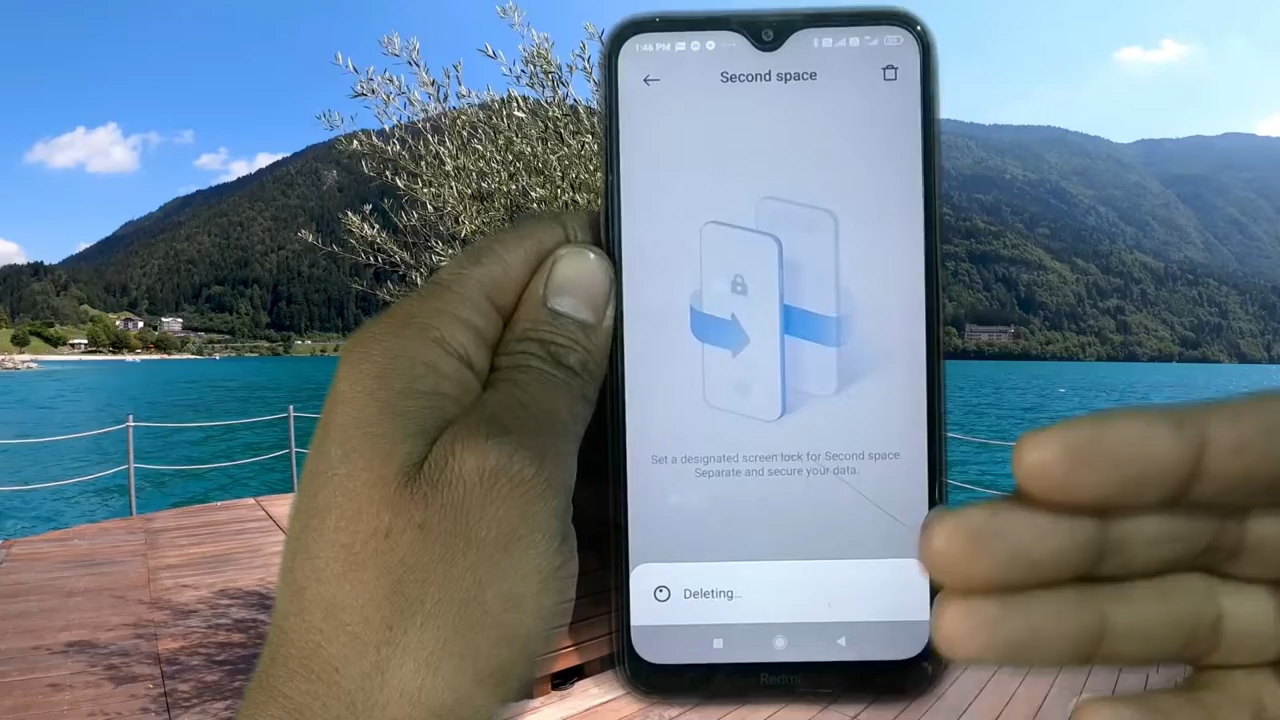 1:46 PM
Second space
Set a designated screen lock for Second space
Separate and secure your data.
Deleting...
Redmi